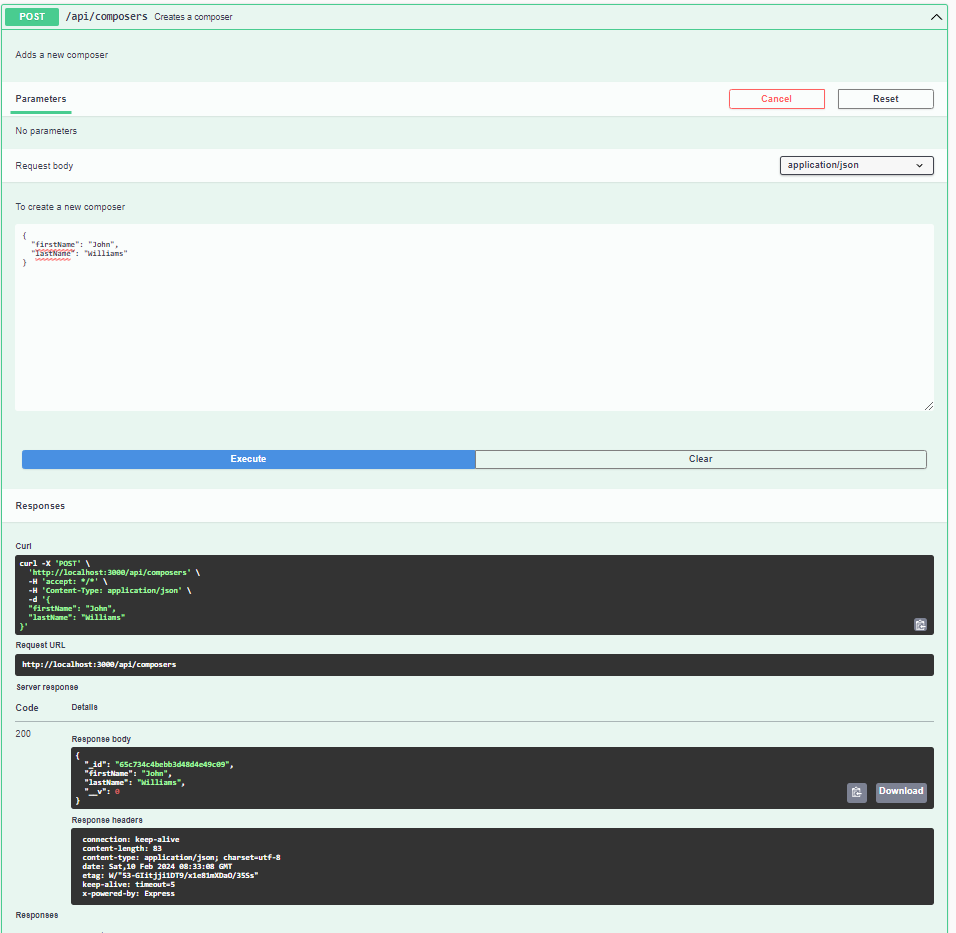 POST /api/composers Creates a composer
Adds a new composer
Parameters
Cancel
Reset
No parameters
Request body
application/json
To create a new composer
{
"firstName": "John",
"lastName": "Williams"
}
Execute
Clear
Responses
Curl
curl -X 'POST' \
'http://localhost:3000/api/composers' \
-H 'accept: */*' \
-H 'Content-Type: application/json' \
-d '{
"firstName": "John",
"lastName": "Williams"
}'
Request URL
http://localhost:3000/api/composers
Server response
Code Details
200
Response body
{
"_id": "65c734c4bebb3d48d4e49c09",
"firstName": "John",
"lastName": "Williams",
"__v": 0
}
Download
Response headers
connection: keep-alive
content-length: 83
content-type: application/json; charset=utf-8
date: Sat,10 Feb 2024 08:33:08 GMT
etag: W/"53-GIitjji1DT9/x1e81mXDaO/35Ss"
keep-alive: timeout=5
x-powered-by: Express
Responses